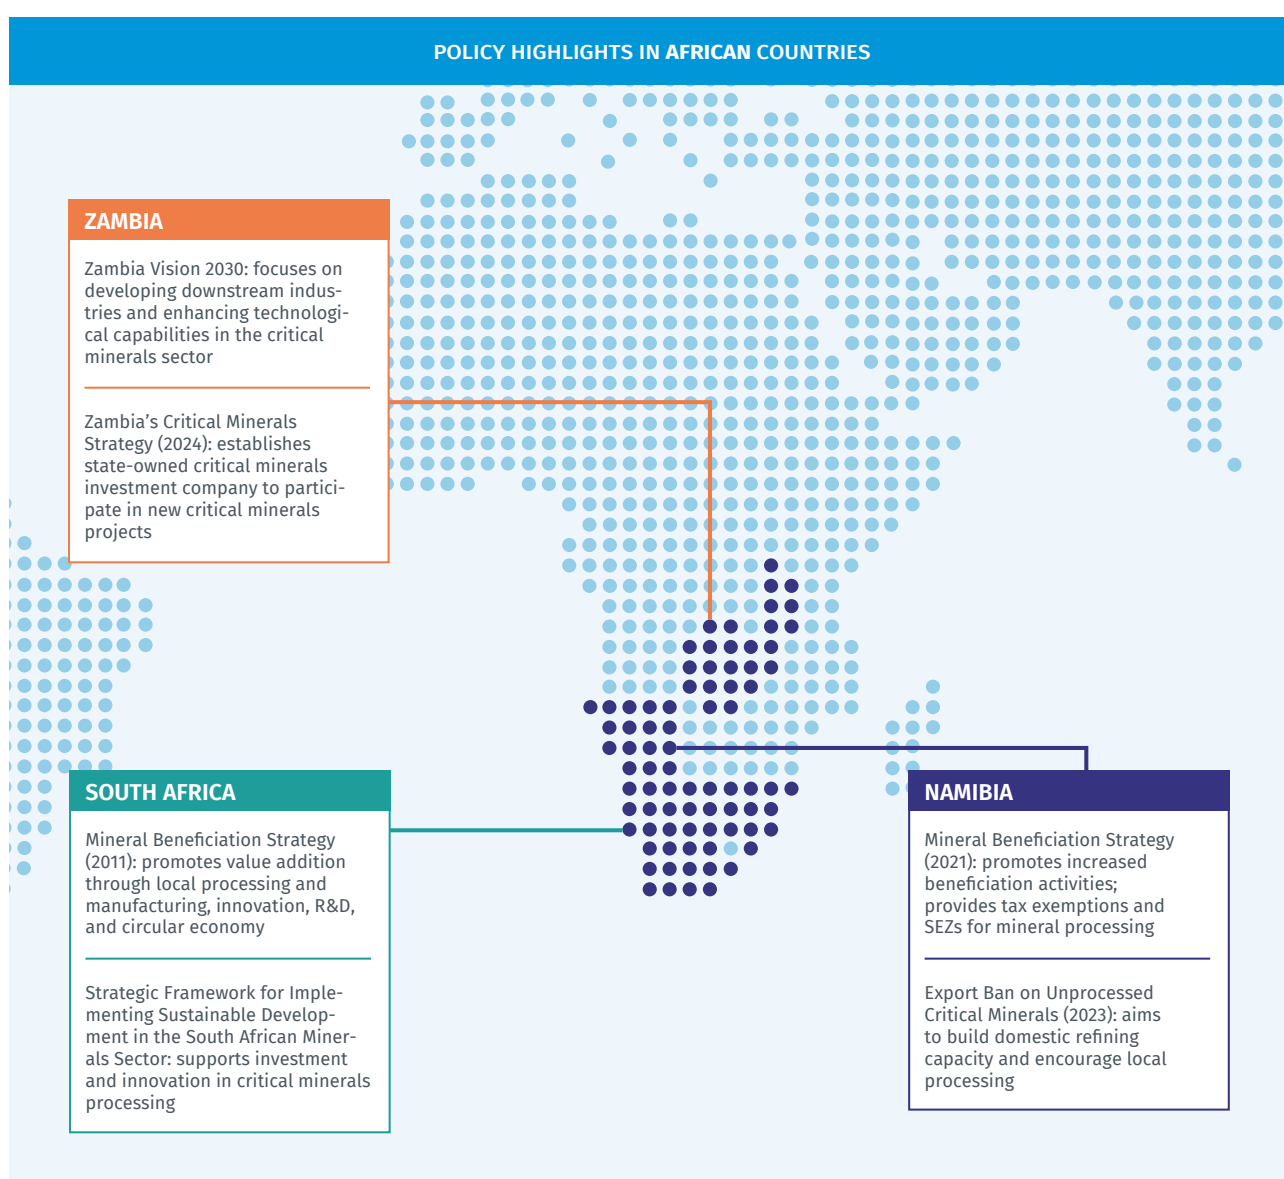 POLICY HIGHLIGHTS IN AFRICAN COUNTRIES
ZAMBIA
Zambia Vision 2030: focuses on
developing downstream indus-
tries and enhancing technologi-
cal capabilities in the critical
minerals sector
Zambia’s Critical Minerals
Strategy (2024): establishes
state-owned critical minerals
investment company to partici-
pate in new critical minerals
projects
SOUTH AFRICA
Mineral Beneficiation Strategy
(2011): promotes value addition
through local processing and
manufacturing, innovation, R&D,
and circular economy
Strategic Framework for Imple-
menting Sustainable Develop-
ment in the South African Miner-
als Sector: supports investment
and innovation in critical minerals
processing
NAMIBIA
Mineral Beneficiation Strategy
(2021): promotes increased
beneficiation activities;
provides tax exemptions and
SEZs for mineral processing
Export Ban on Unprocessed
Critical Minerals (2023): aims
to build domestic refining
capacity and encourage local
processing